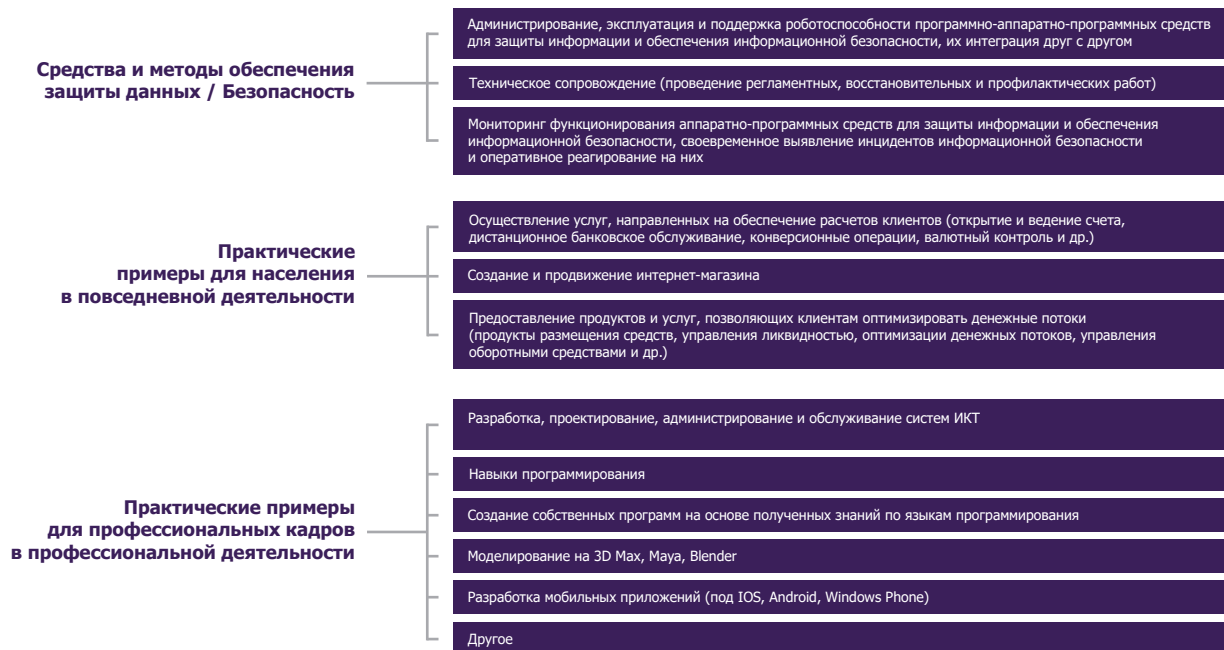 Средства и методы обеспечения
защиты данных / Безопасность
Администрирование, эксплуатация и поддержка роботоспособности программно-аппаратно-программных средств
для защиты информации и обеспечения информационной безопасности, их интеграция друг с другом
Техническое сопровождение (проведение регламентных, восстановительных и профилактических работ)
Мониторинг функционирования аппаратно-программных средств для защиты информации и обеспечения
информационной безопасности, своевременное выявление инцидентов информационной безопасности
и оперативное реагирование на них
Практические
примеры для населения
в повседневной деятельности
Осуществление услуг, направленных на обеспечение расчетов клиентов (открытие и ведение счета,
дистанционное банковское обслуживание, конверсионные операции, валютный контроль и др.)
Создание и продвижение интернет-магазина
Предоставление продуктов и услуг, позволяющих клиентам оптимизировать денежные потоки
(продукты размещения средств, управления ликвидностью, оптимизации денежных потоков, управления
оборотными средствами и др.)
Практические примеры
для профессиональных кадров
в профессиональной деятельности
Разработка, проектирование, администрирование и обслуживание систем ИКТ
Навыки программирования
Создание собственных программ на основе полученных знаний по языкам программирования
Моделирование на 3D Max, Maya, Blender
Разработка мобильных приложений (под IOS, Android, Windows Phone)
Другое